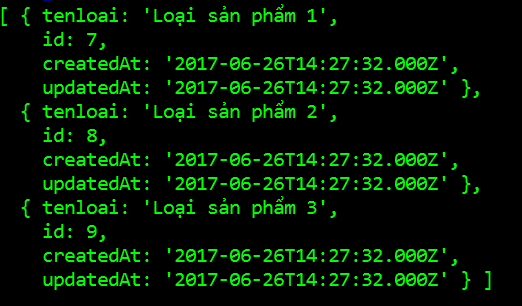 [ { tenloai: 'Loại sản phẩm 1',
id: 7,
createdAt: '2017-06-26T14:27:32.000Z',
updatedAt: '2017-06-26T14:27:32.000Z' },
{ tenloai: 'Loại sản phẩm 2',
id: 8,
createdAt: '2017-06-26T14:27:32.000Z',
updatedAt: '2017-06-26T14:27:32.000Z' },
{ tenloai: 'Loại sản phẩm 3',
id: 9,
createdAt: '2017-06-26T14:27:32.000Z',
updatedAt: '2017-06-26T14:27:32.000Z' } ]